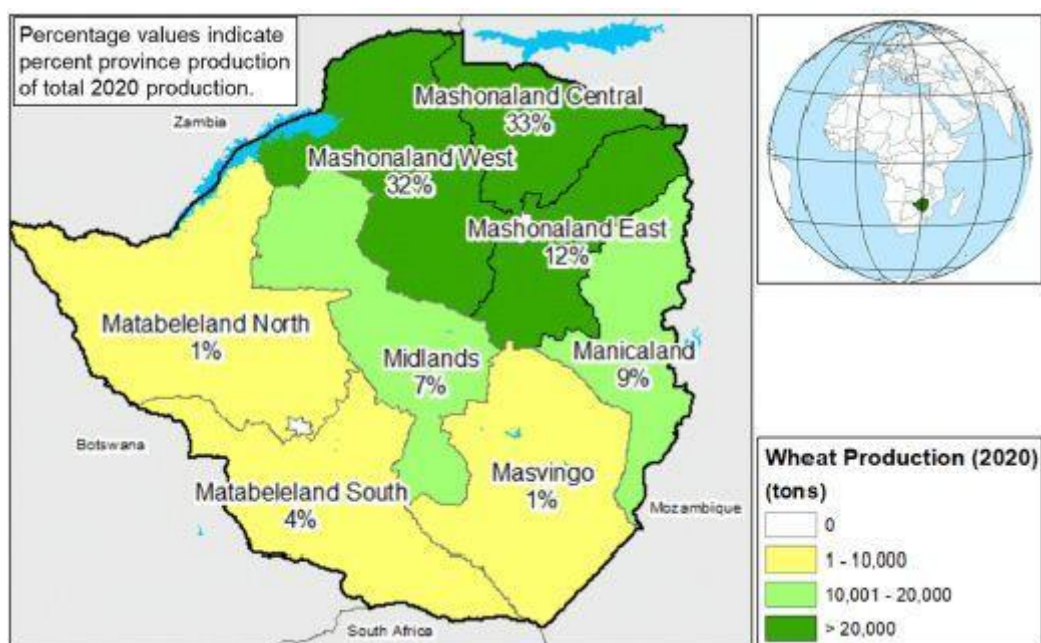 Percentage values indicate
percent province production
of total 2020 production.
Zambia
Mashonaland Central
33%
Mashonaland West
32%
Mashonaland East
12%
Matabeleland North
1%
Midlands
7%
Manicaland
9%
Botswana
Matabeleland South
4%
Masvingo
1%
Mozambique
South Africa
Wheat Production (2020)
(tons)
0
1 - 10,000
10,001 - 20,000
> 20,000